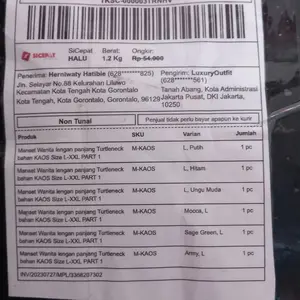 SICEPAT
SiCepat
HALU
Berat:
1.2 Kg
Ongkir:
Penerima: Herniwaty Hatibie
Jln. Selayar No.68 Kelurahan Liluwo
Kecamatan Kota Tengah Kota Gorontalo
Kota Tengah, Kota Gorontalo, Gorontalo, 96129
Pengirim: LuxuryOutfit
Tanah Abang, Kota Administrasi
Jakarta Pusat, DKI Jakarta,
10250
Non Tunai
Penjual tidak perlu bayar apapun ke kurir
Produk SKU Varian Jumlah
Manset Wanita lengan panjang Turtleneck M-KAOS L, Putih 1 pc
bahan KAOS Size L-XXL PART 1
Manset Wanita lengan panjang Turtleneck M-KAOS L, Hitam 1 pc
bahan KAOS Size L-XXL PART 1
Manset Wanita lengan panjang Turtleneck M-KAOS L, Ungu Muda 1 pc
bahan KAOS Size L-XXL PART 1
Manset Wanita lengan panjang Turtleneck M-KAOS Mocca, L 1 pc
bahan KAOS Size L-XXL PART 1
Manset Wanita lengan panjang Turtleneck M-KAOS Sage Green, L 1 pc
bahan KAOS Size L-XXL PART 1
Manset Wanita lengan panjang Turtleneck M-KAOS Army, L 1 pc
bahan KAOS Size L-XXL PART 1
INV/20230727/MPL/3368207302